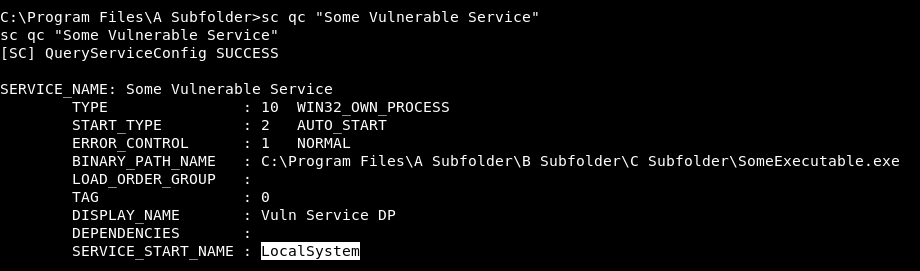 C:\Program Files\A Subfolder>sc qc "Some Vulnerable Service"
sc qc "Some Vulnerable Service"
[SC] QueryServiceConfig SUCCESS
SERVICE_NAME: Some Vulnerable Service
        TYPE               : 10  WIN32_OWN_PROCESS
        START_TYPE         : 2   AUTO_START
        ERROR_CONTROL      : 1   NORMAL
        BINARY_PATH_NAME   : C:\Program Files\A Subfolder\B Subfolder\C Subfolder\SomeExecutable.exe
        LOAD_ORDER_GROUP   :
        TAG                : 0
        DISPLAY_NAME       : Vuln Service DP
        DEPENDENCIES       :
        SERVICE_START_NAME : LocalSystem